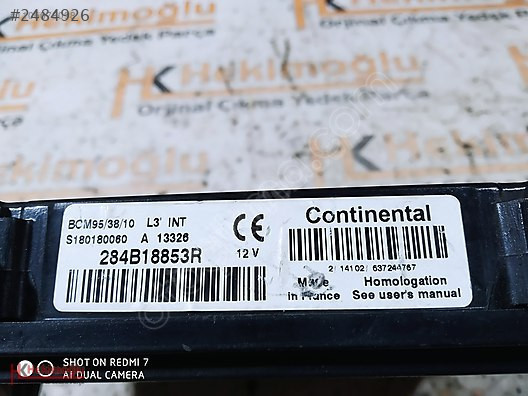 #2484926
Hekimoğlu
Orjinal Çıkma Yedek Parça
BCM95/38/10 L3' INT
S180180060 A 13326
284B18853R
12 V
CE
Continental
2 14102 637244767
Made in France
Homologation
See user's manual
SHOT ON REDMI 7
AI DUAL CAMERA